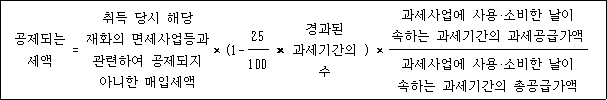 공제되는
세액
=
취득 당시 해당
재화의 면세사업등과
관련하여 공제되지
아니한 매입세액
×(1-
25
100
×
경과된
과세기간의
수
)
×
과세사업에 사용·소비한 날이
속하는 과세기간의 과세공급가액
과세사업에 사용·소비한 날이
속하는 과세기간의 총공급가액